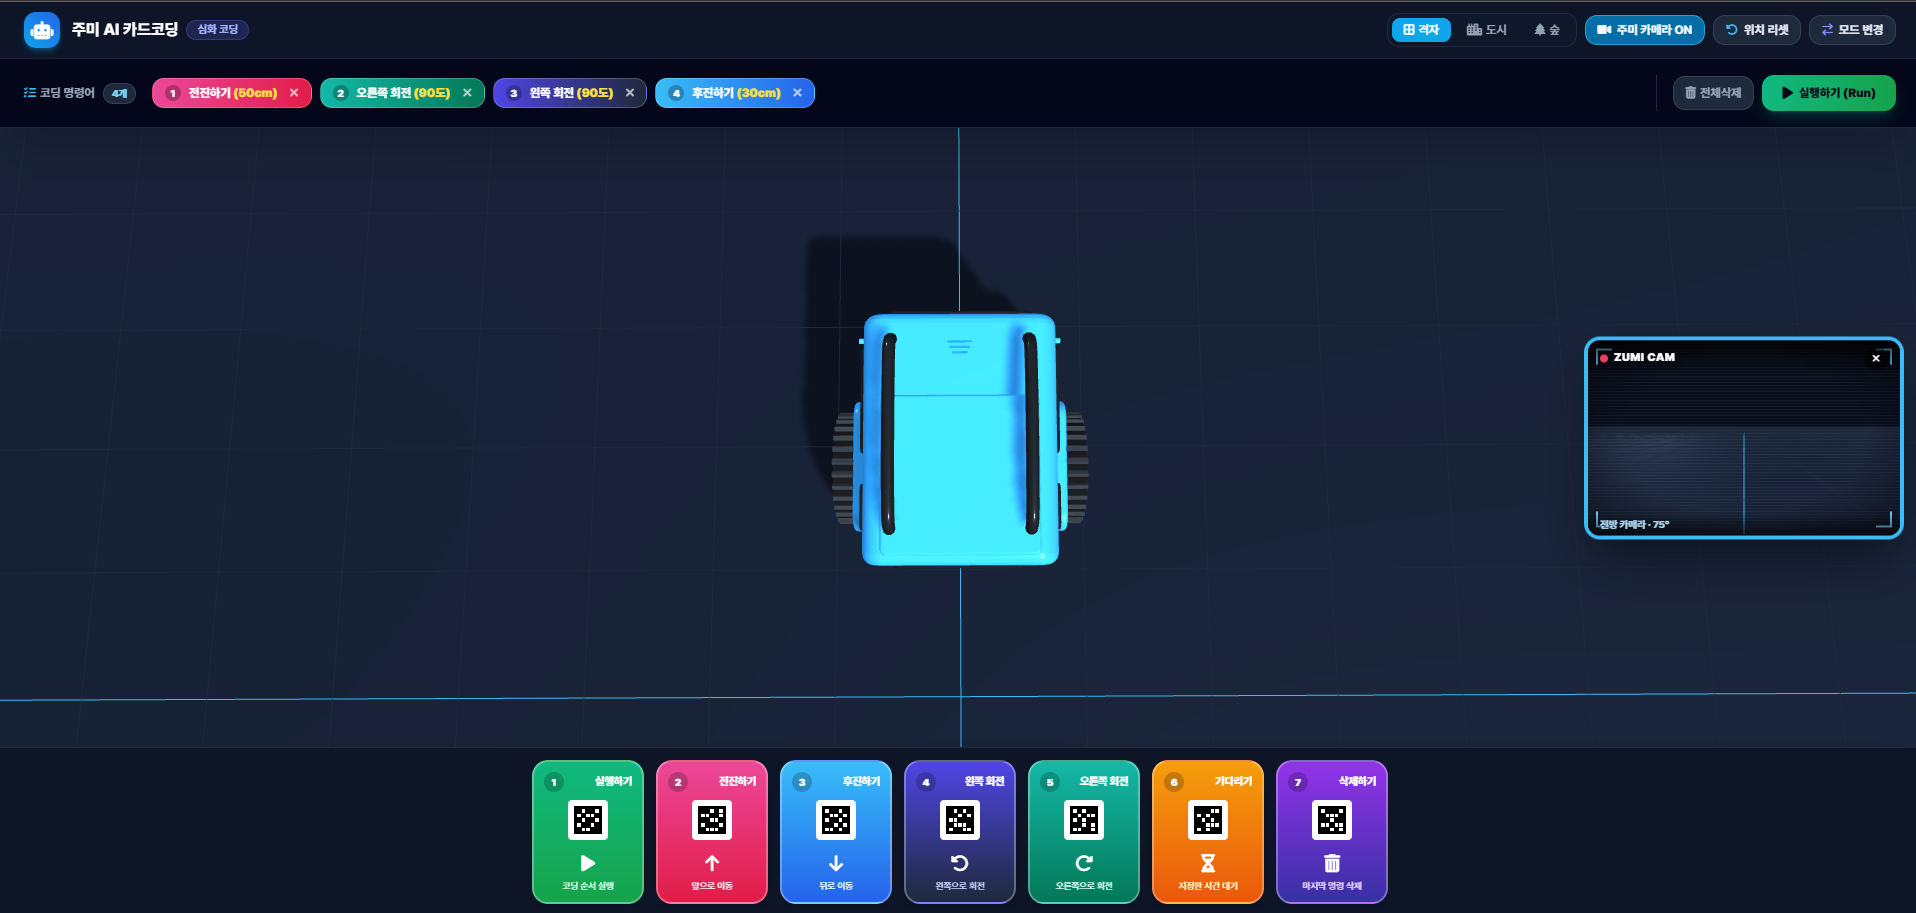 주미 AI 카드코딩
심화 코딩
격자
도시
숲
주미 카메라 ON
위치 리셋
모드 변경
코딩 명령어
4개
1 전진하기 (50cm) ✕
2 오른쪽 회전 (90도) ✕
3 왼쪽 회전 (90도) ✕
4 후진하기 (30cm) ✕
전체삭제
실행하기 (Run)
ZUMI CAM
전방 카메라 · 75°
1 실행하기
코딩 순서 실행
2 전진하기
앞으로 이동
3 후진하기
뒤로 이동
4 왼쪽 회전
왼쪽으로 회전
5 오른쪽 회전
오른쪽으로 회전
6 기다리기
지정한 시간 대기
7 삭제하기
마지막 명령 삭제